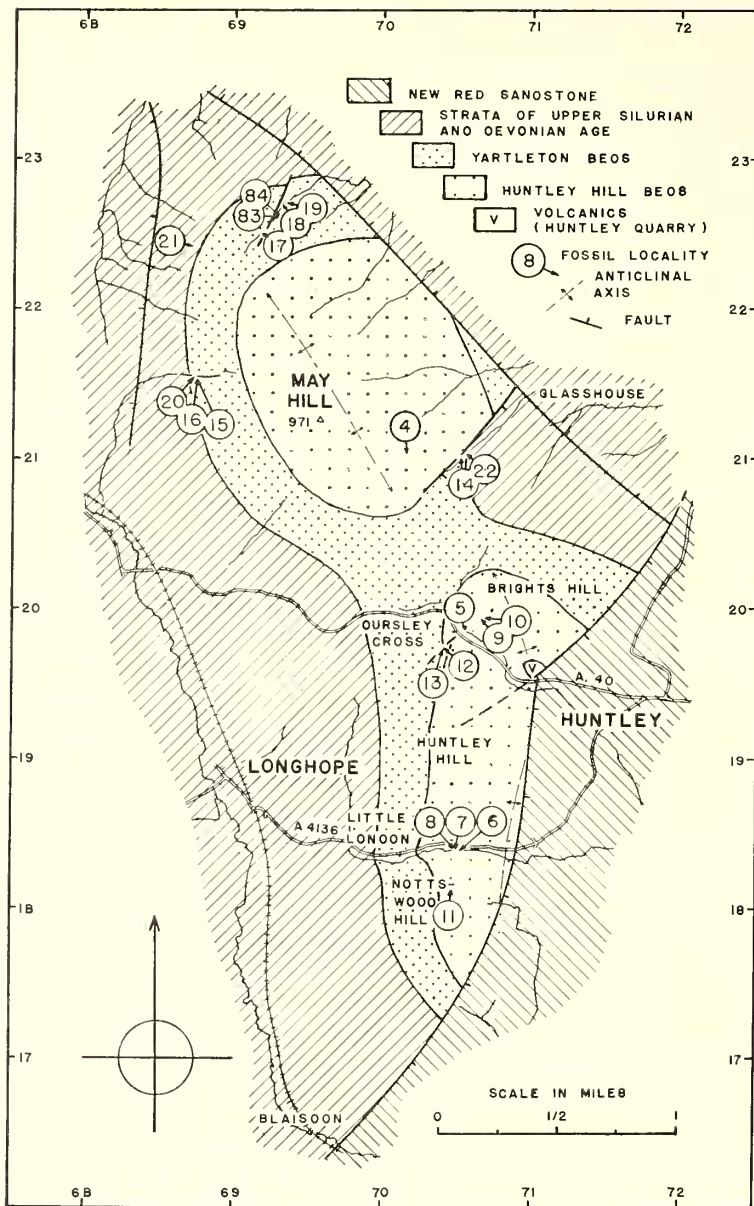 68 69 70 71 72
NEW RED SANOSTONE
STRATA OF UPPER SILURIAN
AND OEVONIAN AGE
YARTLETON BEOS
HUNTLEY HILL BEOS
V VOLCANICS
(HUNTLEY QUARRY)
8 FOSSIL LOCALITY
ANTICLINAL
AXIS
FAULT
23 23
84
83 19
18
21 17
22 22
GLASSHOUSE
MAY
HILL
971
20 4
16 15
21 21
22
14
BRIGHTS HILL
20 20
5
10
OURSLEY
CROSS
9
12
13
V
A. 40
HUNTLEY
HUNTLEY
HILL
19 19
LONGHOPE
A 4136
LITTLE
LONOON
8 7 6
18 18
NOTTS-
WOOD
HILL
11
17 17
SCALE IN MILES
0 1/2 1
BLAISOON
68 69 70 71 72